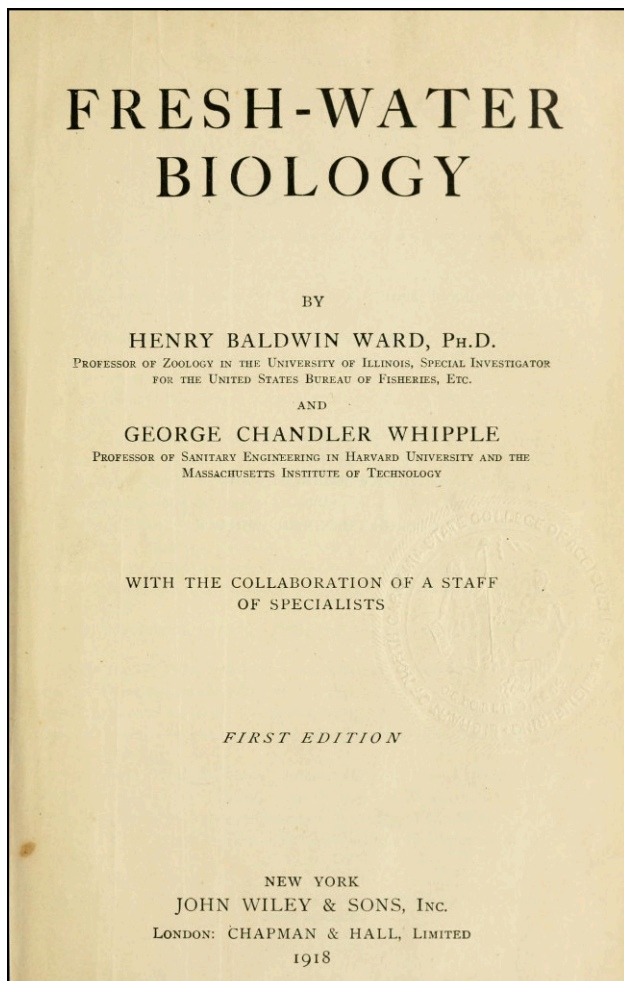 FRESH-WATER
BIOLOGY
BY
HENRY BALDWIN WARD, Ph.D.
Professor of Zoology in the University of Illinois, Special Investigator
for the United States Bureau of Fisheries, Etc.
AND
GEORGE CHANDLER WHIPPLE
Professor of Sanitary Engineering in Harvard University and the
Massachusetts Institute of Technology
WITH THE COLLABORATION OF A STAFF
OF SPECIALISTS
FIRST EDITION
NEW YORK
JOHN WILEY & SONS, Inc.
London: CHAPMAN & HALL, Limited
1918